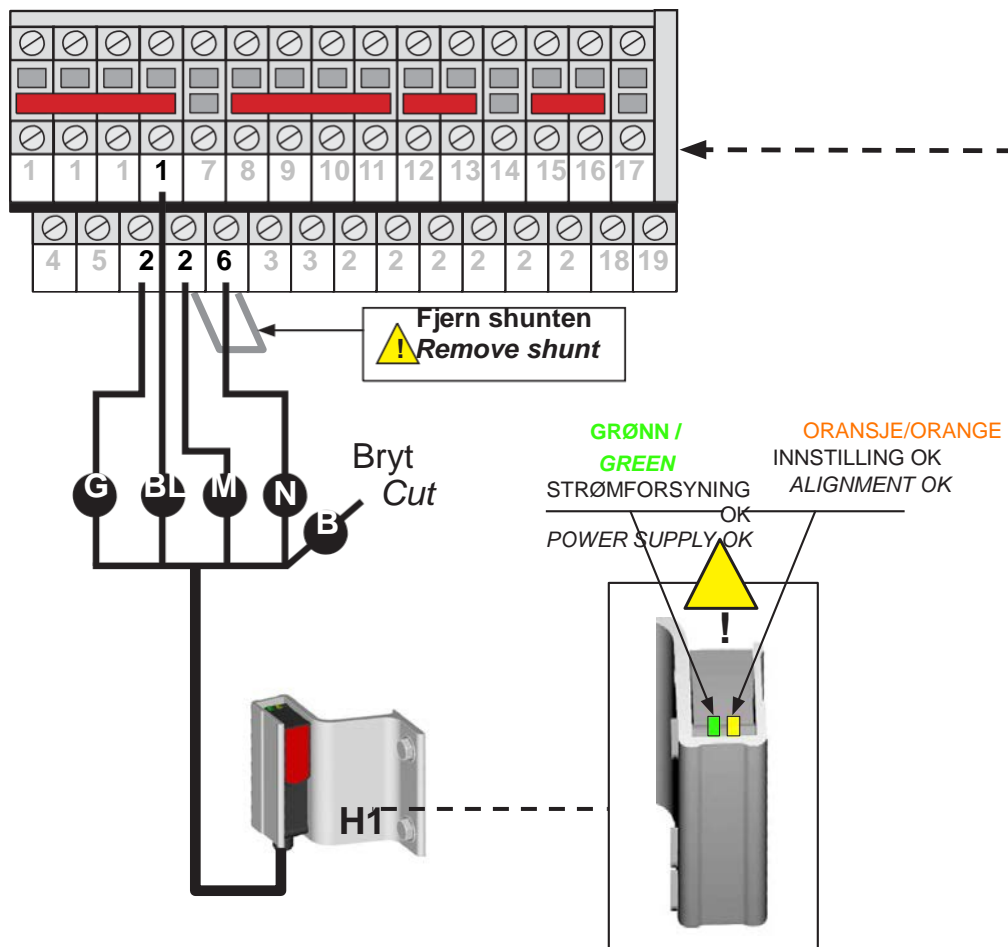 1 1 1 1 7 8 9 10 11 12 13 14 15 16 17
4 5 2 2 6 3 3 2 2 2 2 2 2 18 19
Fjern shunten
! Remove shunt
Bryt
Cut
G BL M N B
GRØNN /
GREEN
STRØMFORSYNING
OK
POWER SUPPLY OK
ORANSJE/ORANGE
INNSTILLING OK
ALIGNMENT OK
!
H1